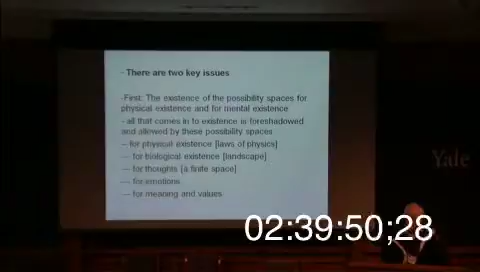 - There are two key issues
-First: The existence of the possibility spaces for
physical existence and for mental existence
- all that comes in to existence is foreshadowed
and allowed by these possibility spaces
--- for physical existence [laws of physics]
--- for biological existence [landscape]
--- for thoughts [a finite space]
--- for emotions
--- for meaning and values
Yale
02:39:50;28